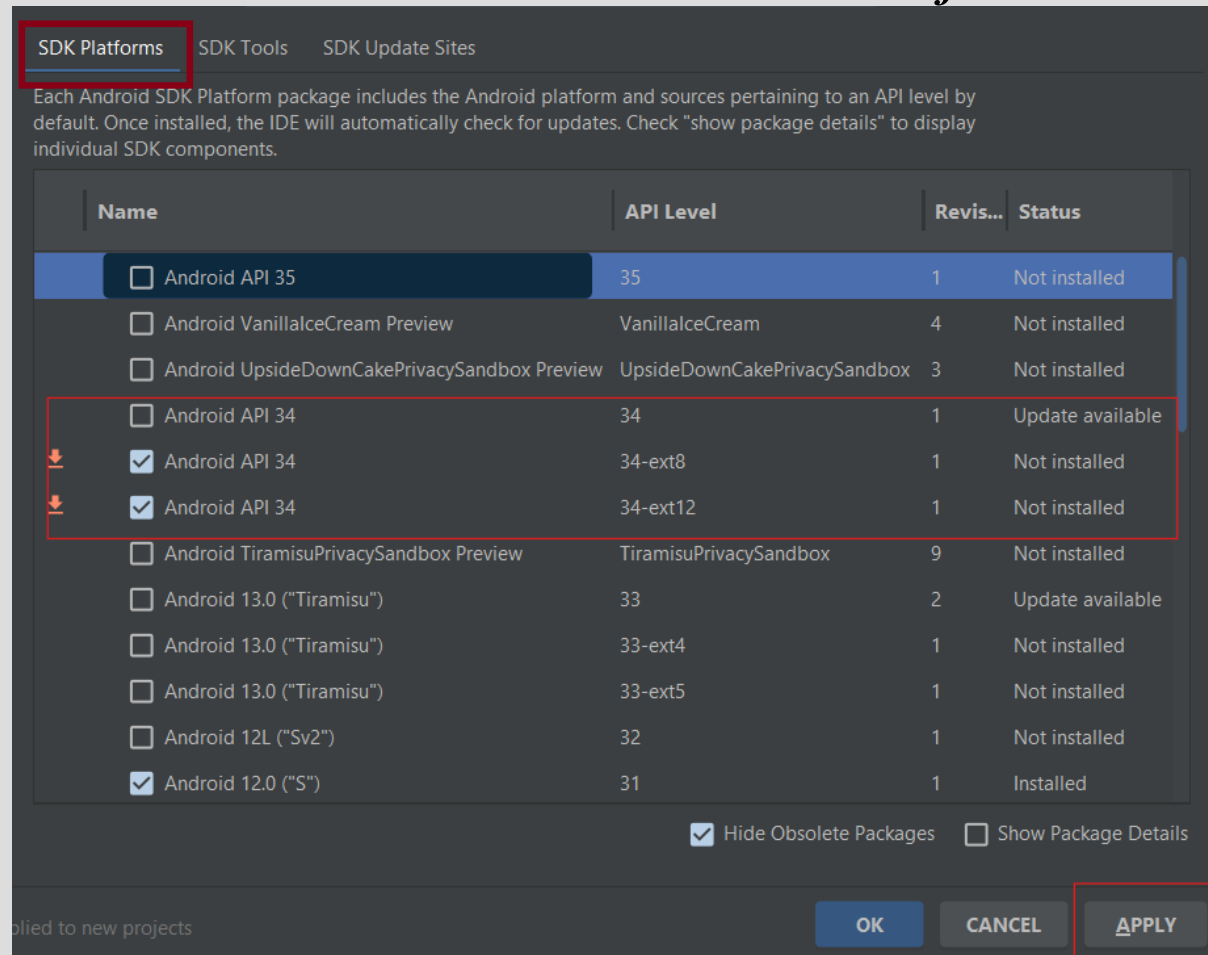 SDK Platforms SDK Tools SDK Update Sites
Each Android SDK Platform package includes the Android platform and sources pertaining to an API level by
default. Once installed, the IDE will automatically check for updates. Check "show package details" to display
individual SDK components.
Name API Level Revis... Status
Android API 35 35 1 Not installed
Android VanillaIceCream Preview VanillaIceCream 4 Not installed
Android UpsideDownCakePrivacySandbox Preview UpsideDownCakePrivacySandbox 3 Not installed
Android API 34 34 1 Update available
Android API 34 34-ext8 1 Not installed
Android API 34 34-ext12 1 Not installed
Android TiramisuPrivacySandbox Preview TiramisuPrivacySandbox 9 Not installed
Android 13.0 ("Tiramisu") 33 2 Update available
Android 13.0 ("Tiramisu") 33-ext4 1 Not installed
Android 13.0 ("Tiramisu") 33-ext5 1 Not installed
Android 12L ("Sv2") 32 1 Not installed
Android 12.0 ("S") 31 1 Installed
Hide Obsolete Packages Show Package Details
plied to new projects OK CANCEL APPLY